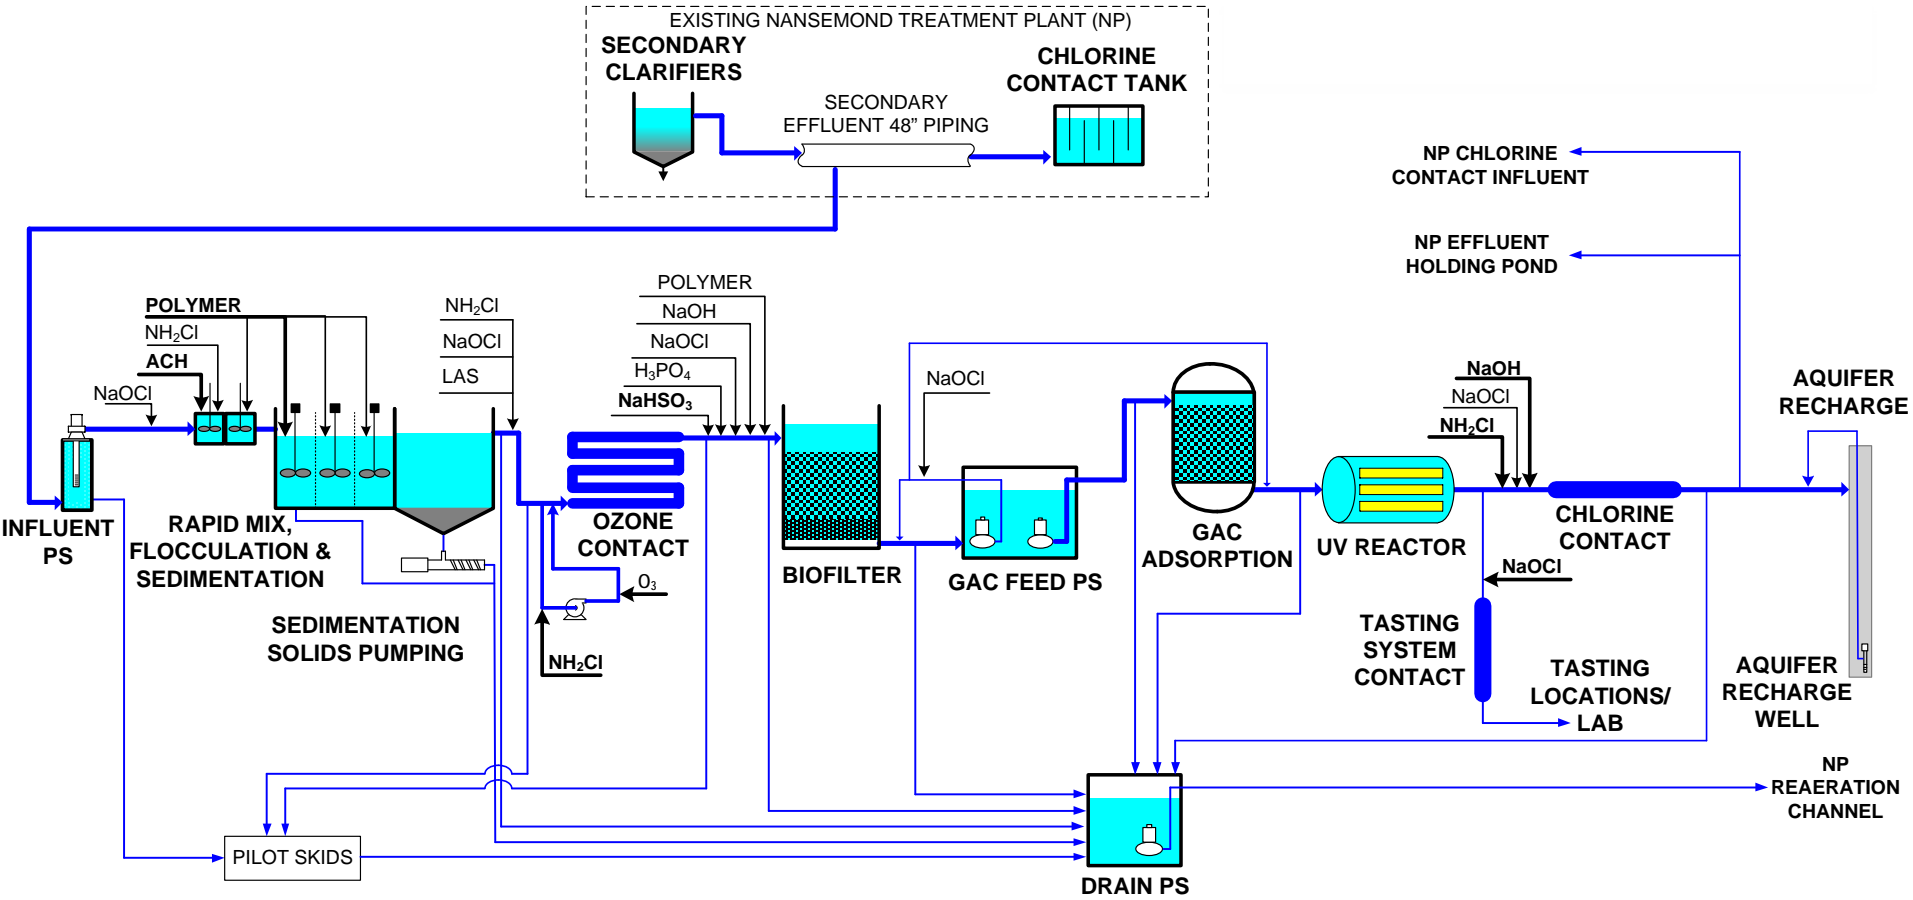 EXISTING NANSEMOND TREATMENT PLANT (NP)
SECONDARY
CLARIFIERS
CHLORINE
CONTACT TANK
SECONDARY
EFFLUENT 48” PIPING
NP CHLORINE
CONTACT INFLUENT
NP EFFLUENT
HOLDING POND
POLYMER
NH₂Cl
ACH
NaOCl
NH₂Cl
NaOCl
LAS
POLYMER
NaOH
NaOCl
H₃PO₄
NaHSO₃
NaOCl
NaOH
NaOCl
NH₂Cl
AQUIFER
RECHARGE
INFLUENT
PS
RAPID MIX,
FLOCCULATION &
SEDIMENTATION
SEDIMENTATION
SOLIDS PUMPING
OZONE
CONTACT
O₃
NH₂Cl
BIOFILTER
GAC FEED PS
GAC
ADSORPTION
UV REACTOR
CHLORINE
CONTACT
NaOCl
TASTING
SYSTEM
CONTACT
TASTING
LOCATIONS/
LAB
AQUIFER
RECHARGE
WELL
NP
REAERATION
CHANNEL
PILOT SKIDS
DRAIN PS